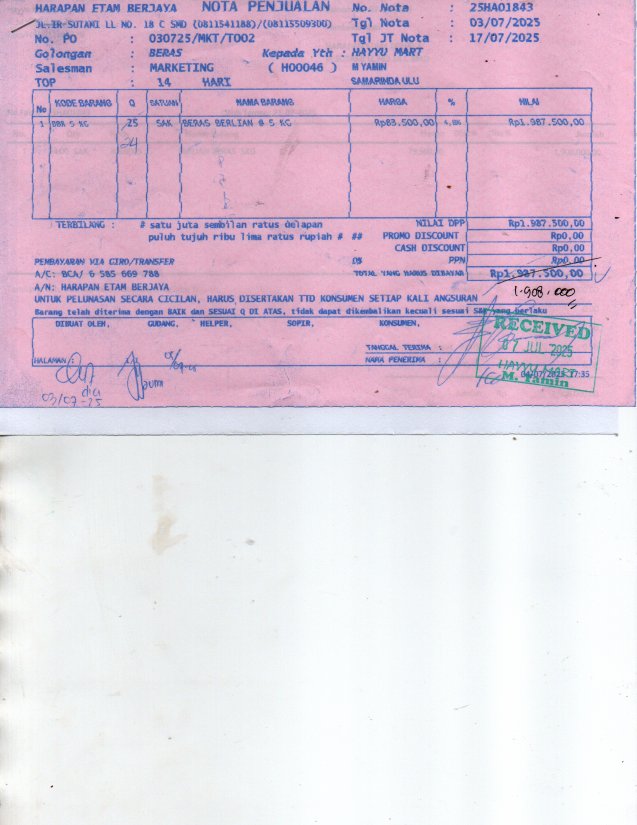 HARAPAN ETAM BERJAYA NOTA PENJUALAN No. Nota : 25HA01843
JL.IR-SUTANI LL NO. 18 C SMD (0811541188)/(08115509300) Tgl Nota : 03/07/2025
No. PO : 030725/MKT/T002 Tgl JT Nota : 17/07/2025
Golongan : BERAS Kepada Yth : HAYYU MART
Salesman : MARKETING ( H00046 ) M YAMIN
TOP : 14 HARI SAMARINDA ULU
No KODE BARANG Q SATUAN NAMA BARANG HARGA % NILAI
1 BBR 5 KG 25 SAK BERAS BERLIAN @ 5 KG Rp83.500,00 Rp1.987.500,00
24
TERBILANG : # satu juta sembilan ratus delapan NILAI DPP Rp1.987.500,00
puluh tujuh ribu lima ratus rupiah # ## PROMO DISCOUNT Rp0,00
CASH DISCOUNT Rp0,00
PEMBAYARAN VIA GIRO/TRANSFER 0% PPN Rp0,00
A/C: BCA/ 6 585 669 788 TOTAL YANG HARUS DIBAYAR Rp1.987.500,00
A/N: HARAPAN ETAM BERJAYA 1.908.000
UNTUK PELUNASAN SECARA CICILAN, HARUS DISERTAKAN TTD KONSUMEN SETIAP KALI ANGSURAN
Barang telah diterima dengan BAIK dan SESUAI Q DI ATAS, tidak dapat dikembalikan kecuali sesuai S&K yang berlaku
DIBUAT OLEH, GUDANG, HELPER, SOPIR, KONSUMEN,
RECEIVED
TANGGAL TERIMA : 07 JUL 2025
HALAMAN : NAMA PENERIMA : HAYYU MART
04/07/2025 17:35
M. Yamin
03/07-25